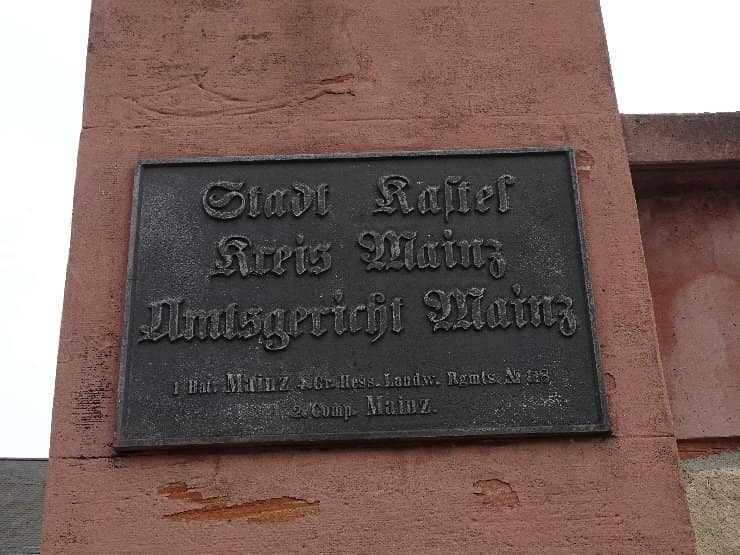 Stadt Kastel
Kreis Mainz
Amtsgericht Mainz
1 Bat. Mainz 4. Gr. Hess. Landw. Rgmts. № 118
2. Comp. Mainz.